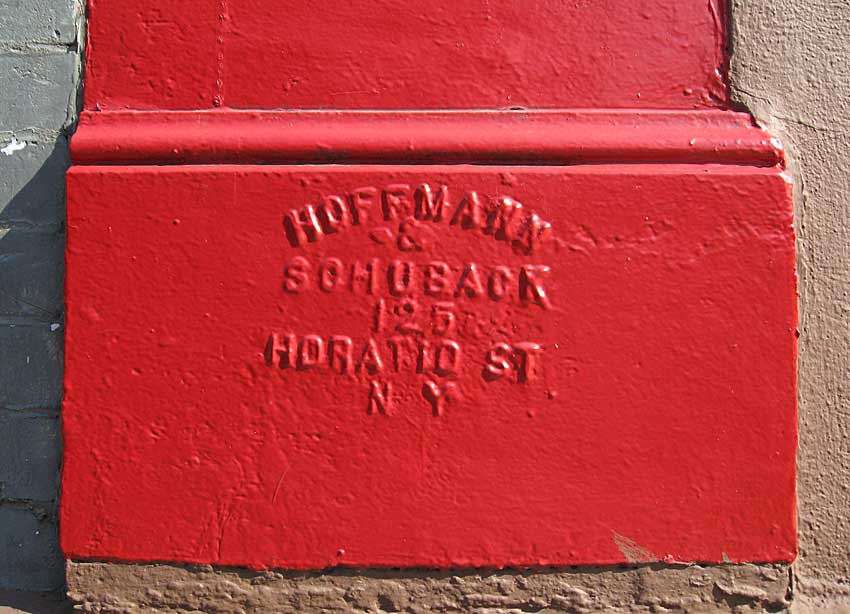 HOFFMANN
&
SCHUBACK
125
HORATIO ST
N Y